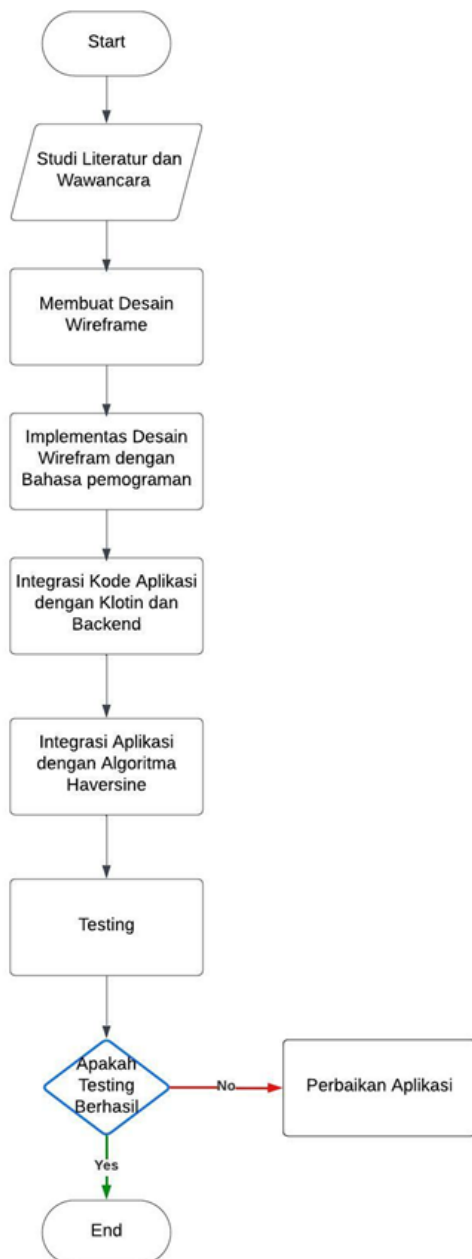 Start
Studi Literatur dan
Wawancara
Membuat Desain
Wireframe
Implementas Desain
Wirefram dengan
Bahasa pemograman
Integrasi Kode Aplikasi
dengan Klotin dan
Backend
Integrasi Aplikasi
dengan Algoritma
Haversine
Testing
Apakah
Testing
Berhasil
No
Perbaikan Aplikasi
Yes
End